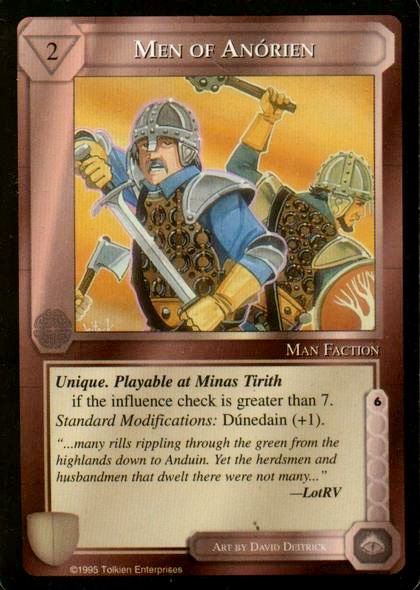 2
MEN OF ANÓRIEN
MAN FACTION
Unique. Playable at Minas Tirith
if the influence check is greater than 7.
Standard Modifications: Dúnedain (+1).
6
“...many rills rippling through the green from the
highlands down to Anduin. Yet the herdsmen and
husbandmen that dwelt there were not many...”
—LotRV
ART BY DAVID DEITRICK
©1995 Tolkien Enterprises